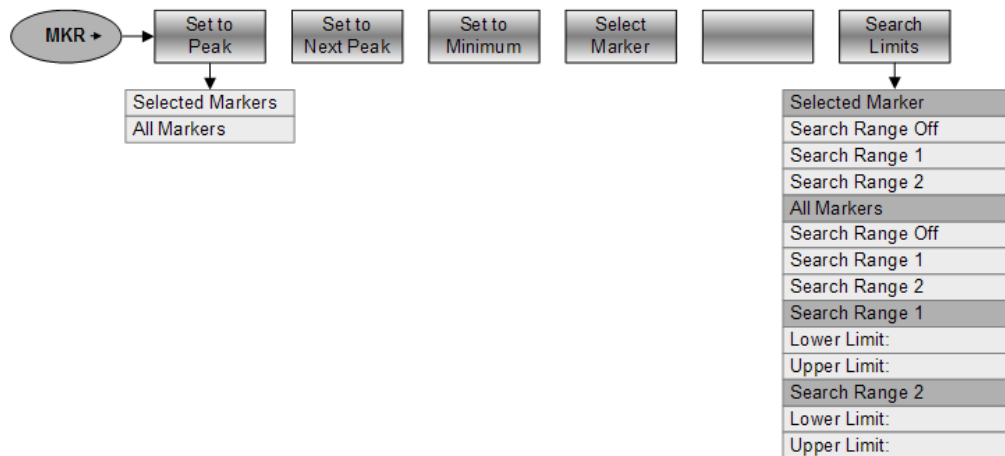 MKR →
Set to
Peak
Set to
Next Peak
Set to
Minimum
Select
Marker
Search
Limits
Selected Markers
All Markers
Selected Marker
Search Range Off
Search Range 1
Search Range 2
All Markers
Search Range Off
Search Range 1
Search Range 2
Search Range 1
Lower Limit:
Upper Limit:
Search Range 2
Lower Limit:
Upper Limit: